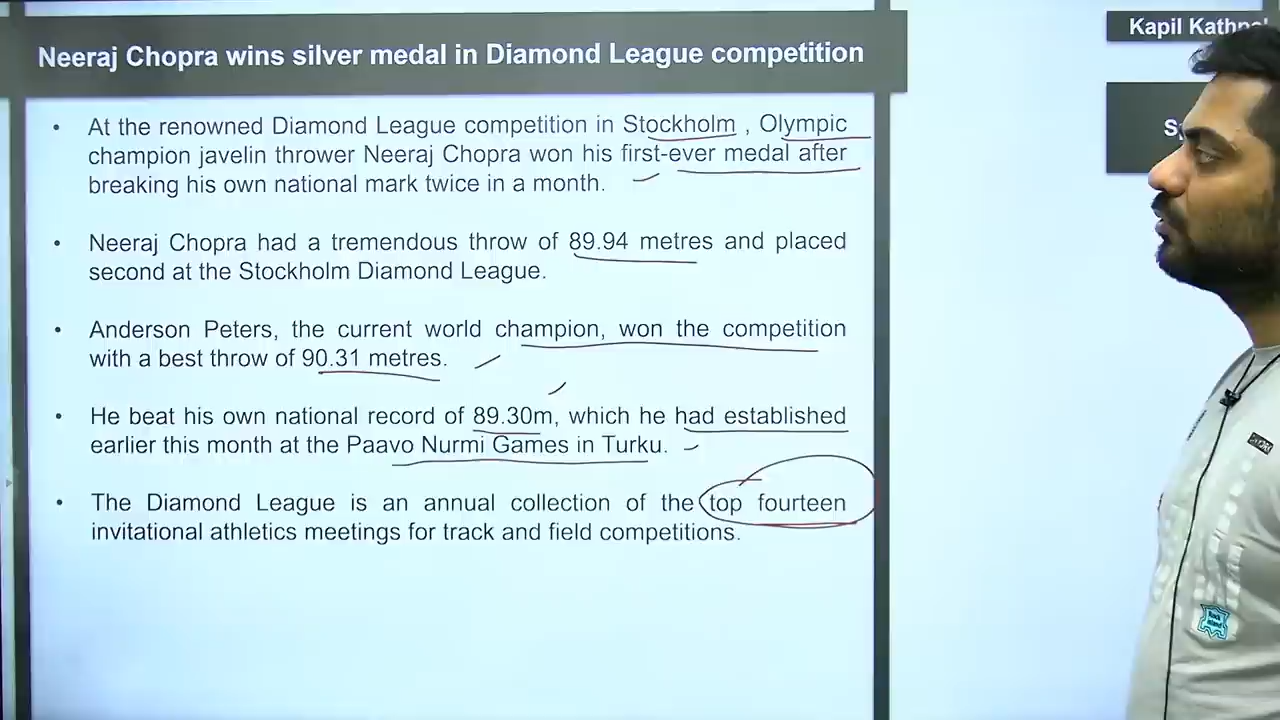 Neeraj Chopra wins silver medal in Diamond League competition
Kapil
• At the renowned Diamond League competition in Stockholm , Olympic
champion javelin thrower Neeraj Chopra won his first-ever medal after
breaking his own national mark twice in a month.
• Neeraj Chopra had a tremendous throw of 89.94 metres and placed
second at the Stockholm Diamond League.
• Anderson Peters, the current world champion, won the competition
with a best throw of 90.31 metres.
• He beat his own national record of 89.30m, which he had established
earlier this month at the Paavo Nurmi Games in Turku.
• The Diamond League is an annual collection of the top fourteen
invitational athletics meetings for track and field competitions.
Rock
Island